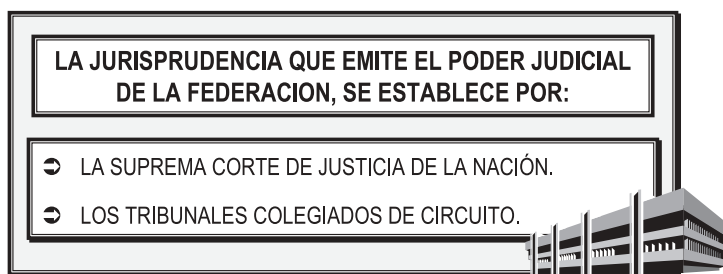 LA JURISPRUDENCIA QUE EMITE EL PODER JUDICIAL
DE LA FEDERACION, SE ESTABLECE POR:
➲ LA SUPREMA CORTE DE JUSTICIA DE LA NACIÓN.
➲ LOS TRIBUNALES COLEGIADOS DE CIRCUITO.